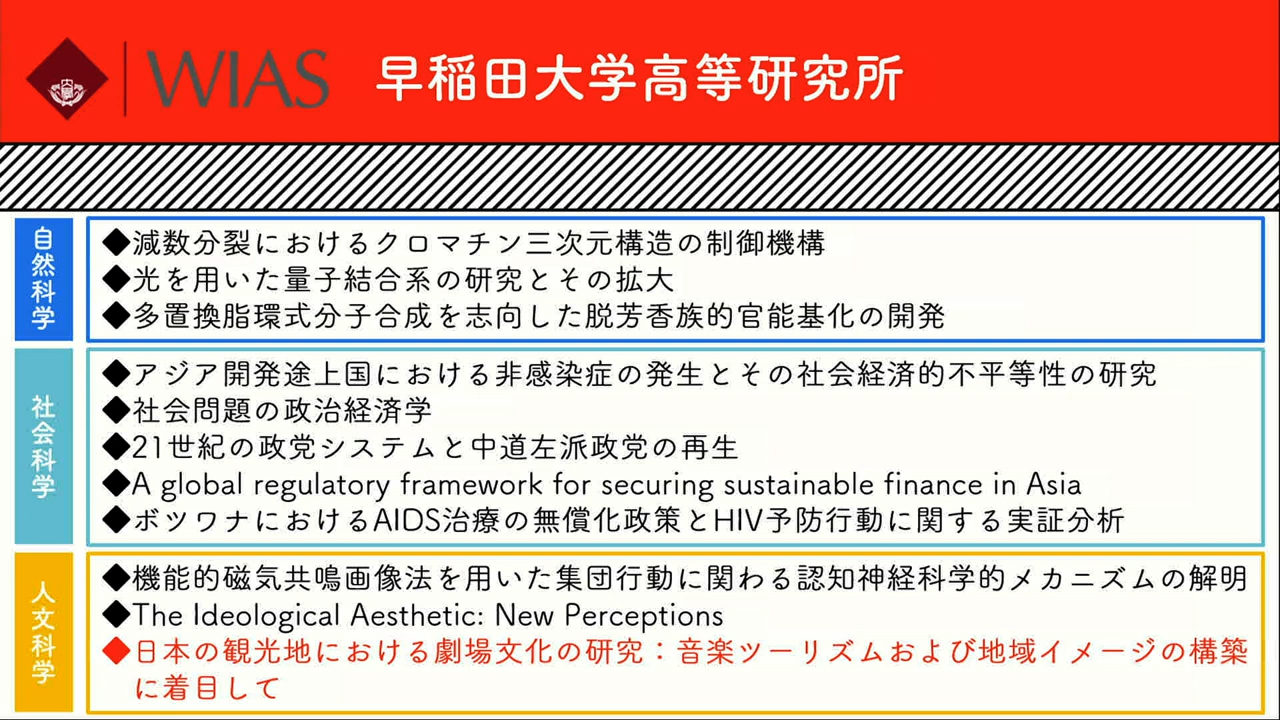 WIAS 早稲田大学高等研究所
自然科学
◆減数分裂におけるクロマチン三次元構造の制御機構
◆光を用いた量子結合系の研究とその拡大
◆多置換脂環式分子合成を志向した脱芳香族的官能基化の開発
社会科学
◆アジア開発途上国における非感染症の発生とその社会経済的不平等性の研究
◆社会問題の政治経済学
◆21世紀の政党システムと中道左派政党の再生
◆A global regulatory framework for securing sstainable finance in Asia
◆ボツワナにおけるAIDS治療の無償化政策とHIV予防行動に関する実証分析
人文科学
◆機能的磁気共鳴画像法を用いた集団行動に関わる認知神経科学的メカニズムの解明
◆The Ideological Aesthetic: New Perceptions
◆日本の観光地における劇場文化の研究：音楽ツーリズムおよび地域イメージの構築
に着目して